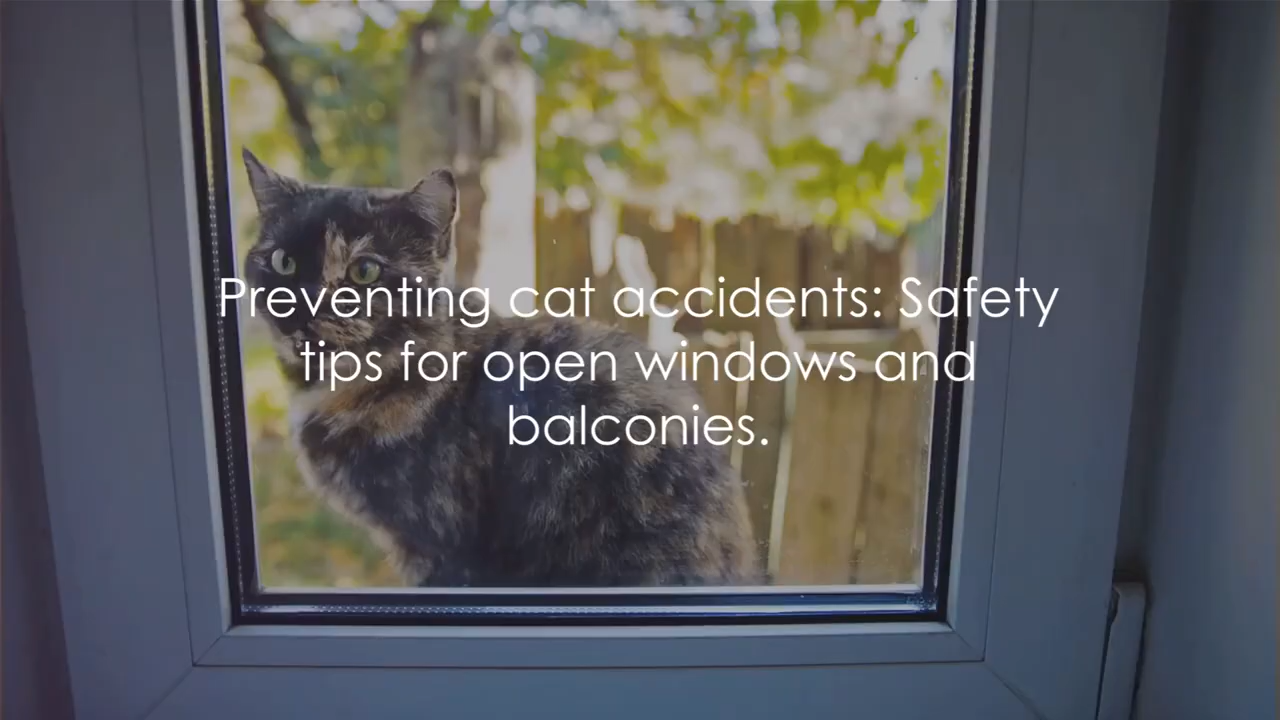 Preventing cat accidents: Safety
tips for open windows and
balconies.